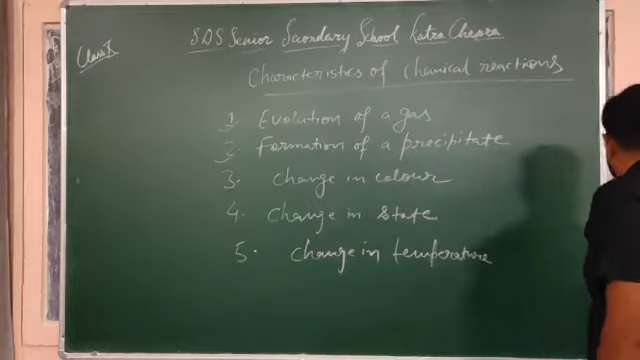 Class X
SDS Senior Secondary School Katra Chapra
Characteristics of chemical reactions
1. Evolution of a gas
2. Formation of a precipitate
3. Change in colour
4. Change in state
5. Change in temperature